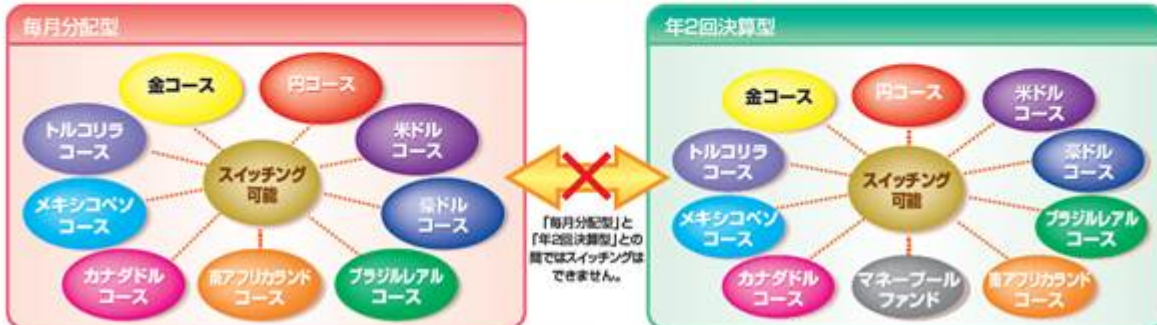 毎月分配型
金コース
円コース
トルコリラ
コース
米ドル
コース
スイッチング
可能
メキシコペソ
コース
豪ドル
コース
カナダドル
コース
南アフリカランド
コース
ブラジルレアル
コース
「毎月分配型」と
「年2回決算型」との
間ではスイッチングは
できません。
年2回決算型
金コース
円コース
米ドル
コース
トルコリラ
コース
豪ドル
コース
スイッチング
可能
メキシコペソ
コース
ブラジルレアル
コース
カナダドル
コース
マネープール
ファンド
南アフリカランド
コース